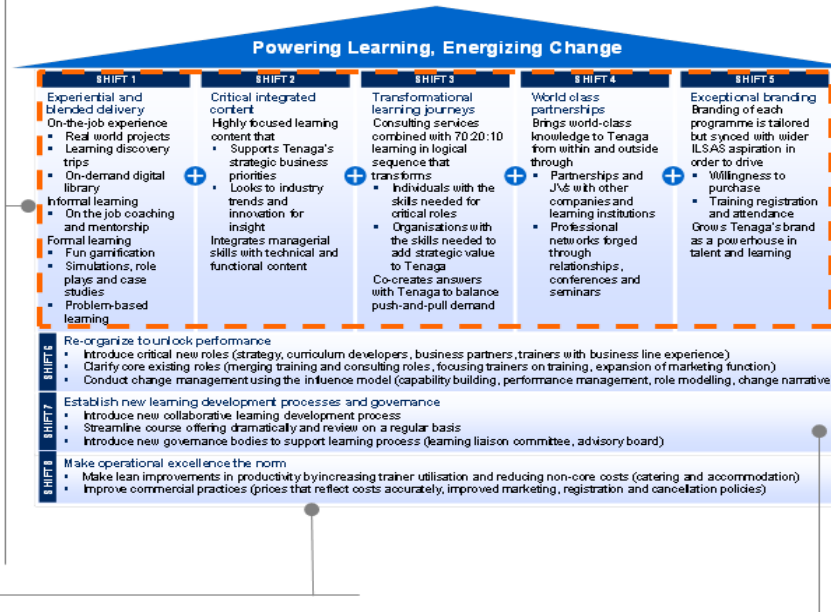 Powering Learning, Energizing Change
SHIFT 1
Experiential and
blended delivery
On-the-job experience
▪ Real world projects
▪ Learning discovery
trips
▪ On-demand digital
library
Informal learning
▪ On the job coaching
and mentorship
Formal learning
▪ Fun gamification
▪ Simulations, role
plays and case
studies
▪ Problem-based
learning
SHIFT 2
Critical integrated
content
Highly focused learning
content that
▪ Supports Tenaga's
strategic business
priorities
▪ Looks to industry
trends and
innovation for
insight
Integrates managerial
skills with technical and
functional content
SHIFT 3
Transformational
learning journeys
Consulting services
combined with 70:20:10
learning in logical
sequence that
transforms
▪ Individuals with the
skills needed for
critical roles
▪ Organisations with
the skills needed to
add strategic value
to Tenaga
Co-creates answers
with Tenaga to balance
push-and-pull demand
SHIFT 4
World class
partnerships
Brings world-class
knowledge to Tenaga
from within and outside
through
▪ Partnerships and
JVs with other
companies and
learning institutions
▪ Professional
networks forged
through
relationships,
conferences and
seminars
SHIFT 5
Exceptional branding
Branding of each
programme is tailored
but synced with wider
ILSAS aspiration in
order to drive
▪ Willingness to
purchase
▪ Training registration
and attendance
Grows Tenaga's brand
as a powerhouse in
talent and learning
SHIFT 6
Re-organize to unlock performance
▪ Introduce critical new roles (strategy, curriculum developers, business partners, trainers with business line experience)
▪ Clarify core existing roles (merging training and consulting roles, focusing trainers on training, expansion of marketing function)
▪ Conduct change management using the influence model (capability building, performance management, role modelling, change narrative
SHIFT 7
Establish new learning development processes and governance
▪ Introduce new collaborative learning development process
▪ Streamline course offering dramatically and review on a regular basis
▪ Introduce new governance bodies to support learning process (learning liaison committee, advisory board)
SHIFT 8
Make operational excellence the norm
▪ Make lean improvements in productivity by increasing trainer utilisation and reducing non-core costs (catering and accommodation)
▪ Improve commercial practices (prices that reflect costs accurately, improved marketing, registration and cancellation policies)